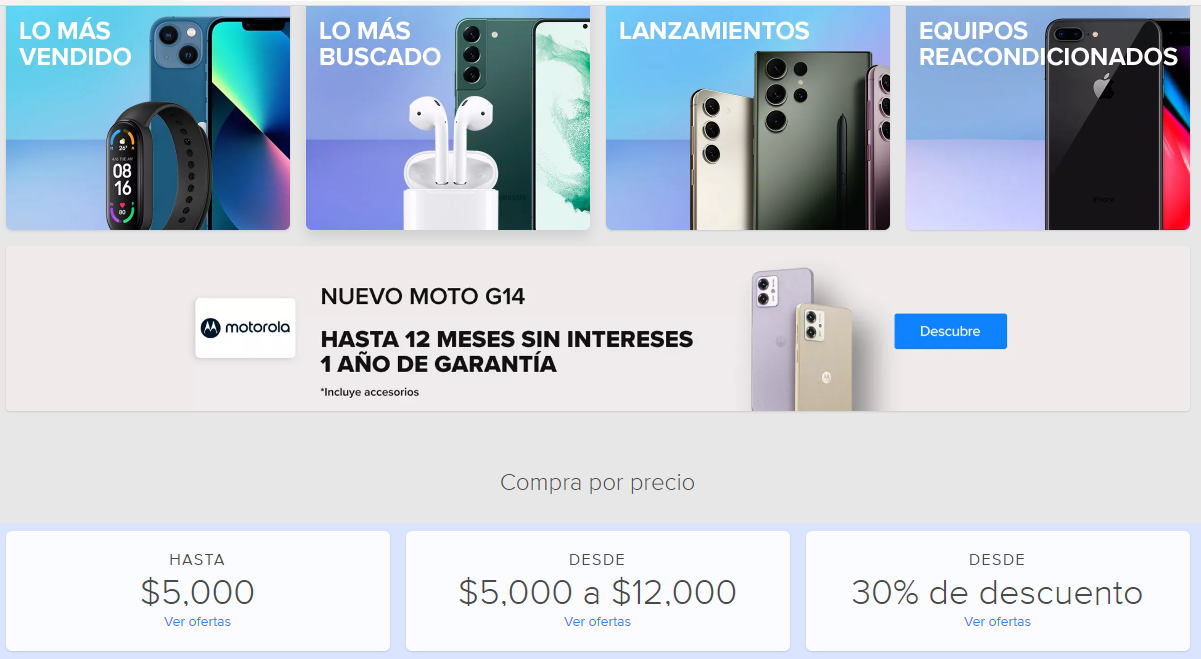 LO MÁS
VENDIDO
LO MÁS
BUSCADO
LANZAMIENTOS
EQUIPOS
REACONDICIONADOS
08
16
motorola
NUEVO MOTO G14
HASTA 12 MESES SIN INTERESES
1 AÑO DE GARANTÍA
*Incluye accesorios
Descubre
Compra por precio
HASTA
$5,000
Ver ofertas
DESDE
$5,000 a $12,000
Ver ofertas
DESDE
30% de descuento
Ver ofertas